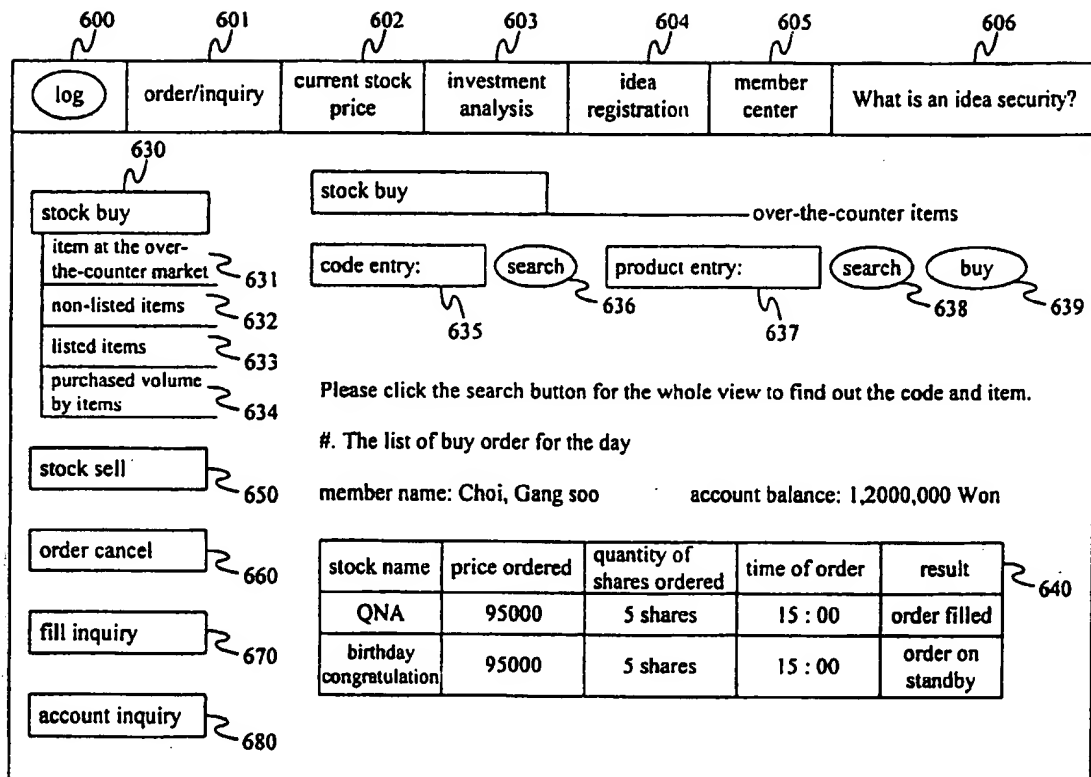 600 601 602 603 604 605 606
log order/inquiry current stock price investment analysis idea registration member center What is an idea security?
630
stock buy
item at the over-
the-counter market
631
non-listed items
632
listed items
633
purchased volume
by items
634
stock sell
650
order cancel
660
fill inquiry
670
account inquiry
680
stock buy
over-the-counter items
code entry: search product entry: search buy
635 636 637 638 639
Please click the search button for the whole view to find out the code and item.
#. The list of buy order for the day
member name: Choi, Gang soo account balance: 1,2000,000 Won
stock name price ordered quantity of shares ordered time of order result
640
QNA 95000 5 shares 15 : 00 order filled
birthday congratulation 95000 5 shares 15 : 00 order on standby